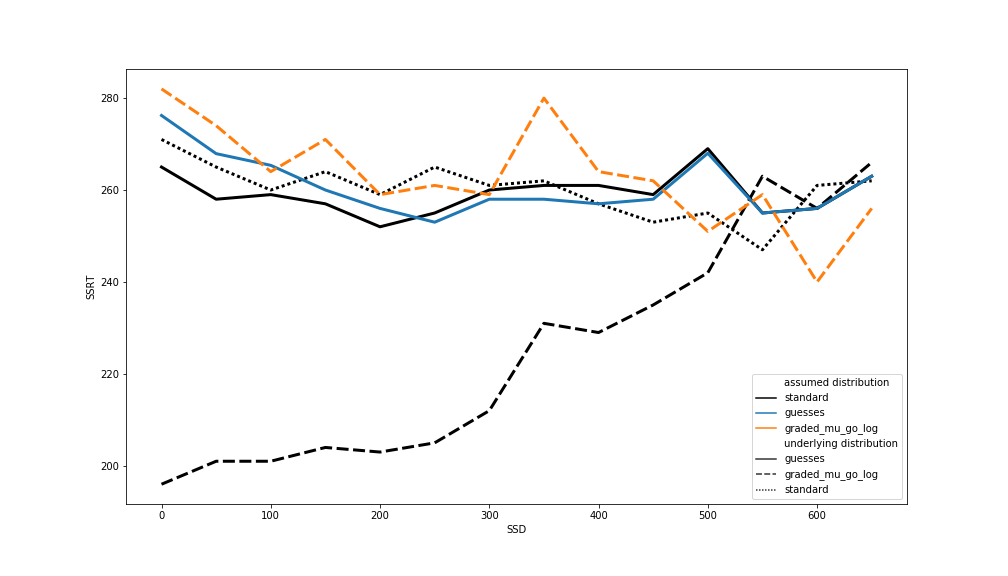 280
260
240
220
200
SSRT
0 100 200 300 400 500 600
SSD
assumed distribution
standard
guesses
graded_mu_go_log
underlying distribution
guesses
graded_mu_go_log
standard